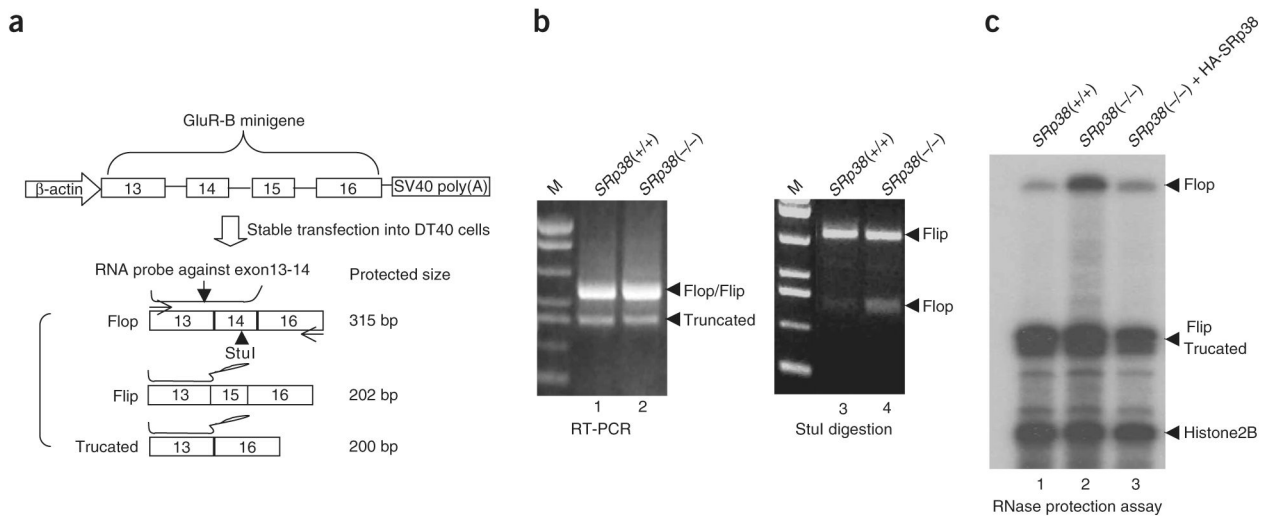 a
GluR-B minigene
β-actin
13
14
15
16
SV40 poly(A)
Stable transfection into DT40 cells
RNA probe against exon13-14
Protected size
Flop
13
14
16
315 bp
StuI
Flip
13
15
16
202 bp
Trucated
13
16
200 bp
b
M
SRp38(+/+)
SRp38(–/–)
Flop/Flip
Truncated
1
2
RT-PCR
M
SRp38(+/+)
SRp38(–/–)
Flip
Flop
3
4
StuI digestion
c
SRp38(+/+)
SRp38(–/–)
SRp38(–/–) + HA-SRp38
Flop
Flip
Trucated
Histone2B
1
2
3
RNase protection assay